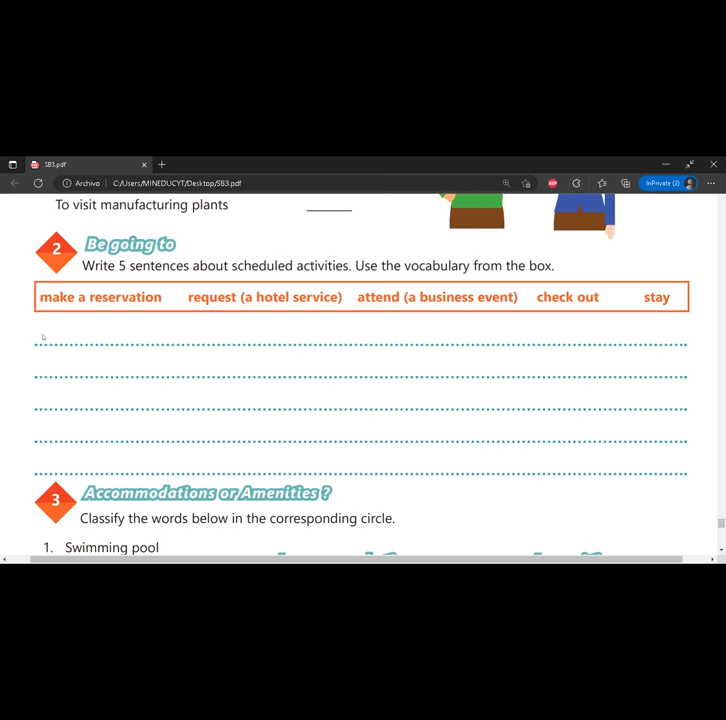 SB3.pdf
Archivo C:/Users/MINEDUCYT/Desktop/SB3.pdf InPrivate (2)
To visit manufacturing plants
2 Be going to
Write 5 sentences about scheduled activities. Use the vocabulary from the box.
make a reservation request (a hotel service) attend (a business event) check out stay
3 Accommodations or Amenities ?
Classify the words below in the corresponding circle.
1. Swimming pool